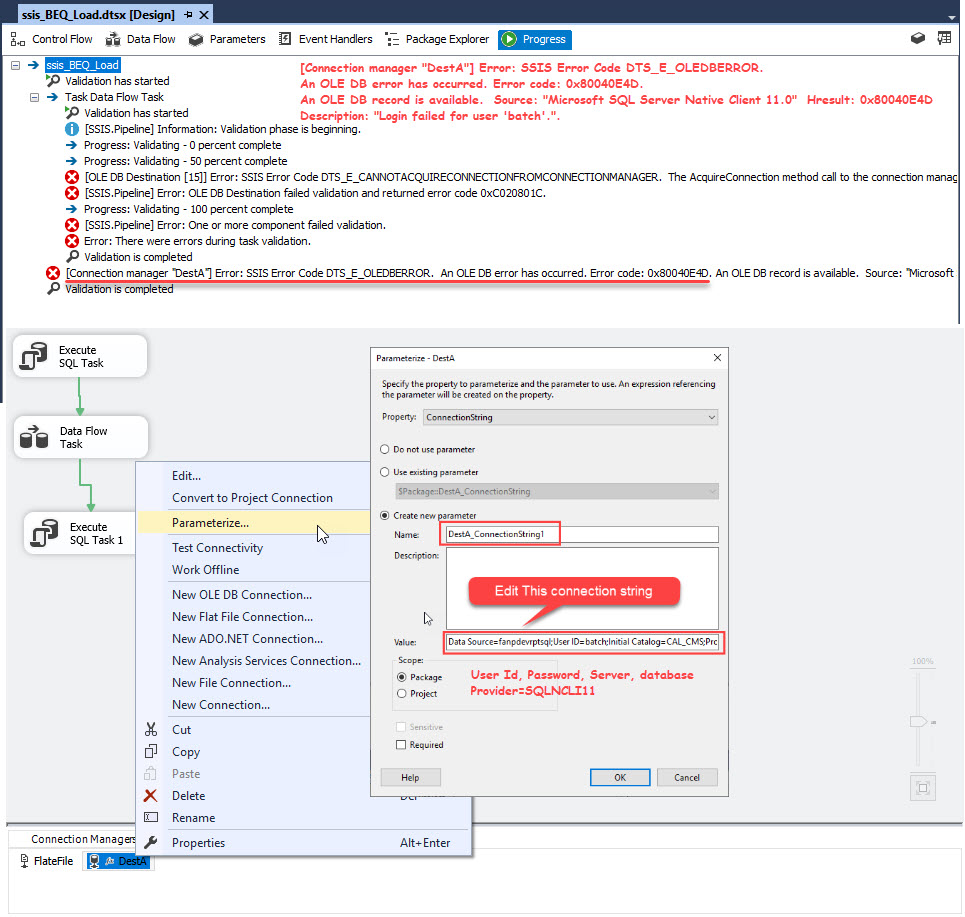 ssis_BEQ_Load.dtsx [Design]
Control Flow
Data Flow
Parameters
Event Handlers
Package Explorer
Progress
ssis_BEQ_Load
Validation has started
Task Data Flow Task
Validation has started
[SSIS.Pipeline] Information: Validation phase is beginning.
Progress: Validating - 0 percent complete
Progress: Validating - 50 percent complete
[OLE DB Destination [15]] Error: SSIS Error Code DTS_E_CANNOTACQUIRECONNECTIONFROMCONNECTIONMANAGER. The AcquireConnection method call to the connection manag
[SSIS.Pipeline] Error: OLE DB Destination failed validation and returned error code 0xC020801C.
Progress: Validating - 100 percent complete
[SSIS.Pipeline] Error: One or more component failed validation.
Error: There were errors during task validation.
Validation is completed
[Connection manager "DestA"] Error: SSIS Error Code DTS_E_OLEDBERROR. An OLE DB error has occurred. Error code: 0x80040E4D. An OLE DB record is available. Source: "Microsoft
Validation is completed
[Connection manager "DestA"] Error: SSIS Error Code DTS_E_OLEDBERROR.
An OLE DB error has occurred. Error code: 0x80040E4D.
An OLE DB record is available. Source: "Microsoft SQL Server Native Client 11.0" Hresult: 0x80040E4D
Description: "Login failed for user 'batch'.".
Execute
SQL Task
Data Flow
Task
Execute
SQL Task 1
Edit...
Convert to Project Connection
Parameterize...
Test Connectivity
Work Offline
New OLE DB Connection...
New Flat File Connection...
New ADO.NET Connection...
New Analysis Services Connection...
New File Connection...
New Connection...
Cut
Copy
Paste
Delete
Rename
Properties
Alt+Enter
Parameterize - DestA
Specify the property to parameterize and the parameter to use. An expression referencing
the parameter will be created on the property.
Property:
ConnectionString
Do not use parameter
Use existing parameter
$Package::DestA_ConnectionString
Create new parameter
Name:
DestA_ConnectionString1
Description:
Edit This connection string
Value:
Data Source=fanpdevrptsql;User ID=batch;Initial Catalog=CAL_CMS;Prc
Scope:
Package
Project
User Id, Password, Server, database
Provider=SQLNCLI11
Sensitive
Required
Help
OK
Cancel
100%
Connection Managers
FlateFile
DestA